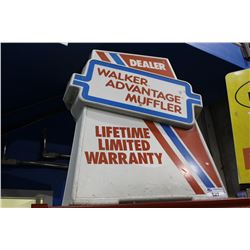 DEALER
WALKER
ADVANTAGE
MUFFLER
LIFETIME
LIMITED
WARRANTY